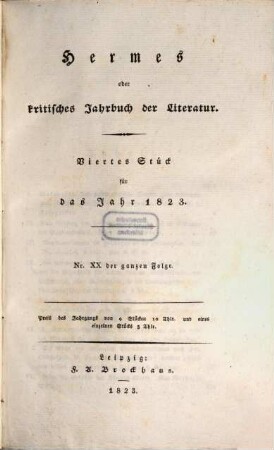 Hermes
oder
kritisches Jahrbuch der Literatur.
Viertes Stück
für
das Jahr 1823.
Nr. XX der ganzen Folge.
Preis des Jahrgangs von 4 Stücken 10 Thlr. und eines
einzelnen Stücks 3 Thlr.
Leipzig:
F. A. Brockhaus.
1823.